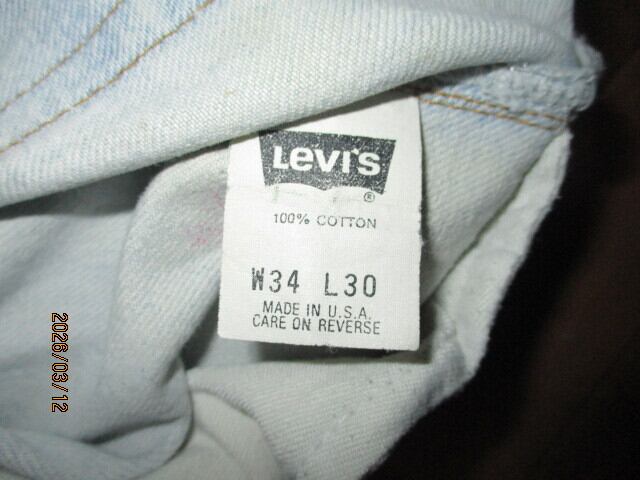 Levi's
®
100% COTTON
W34 L30
MADE IN U.S.A.
CARE ON REVERSE
2026/03/12